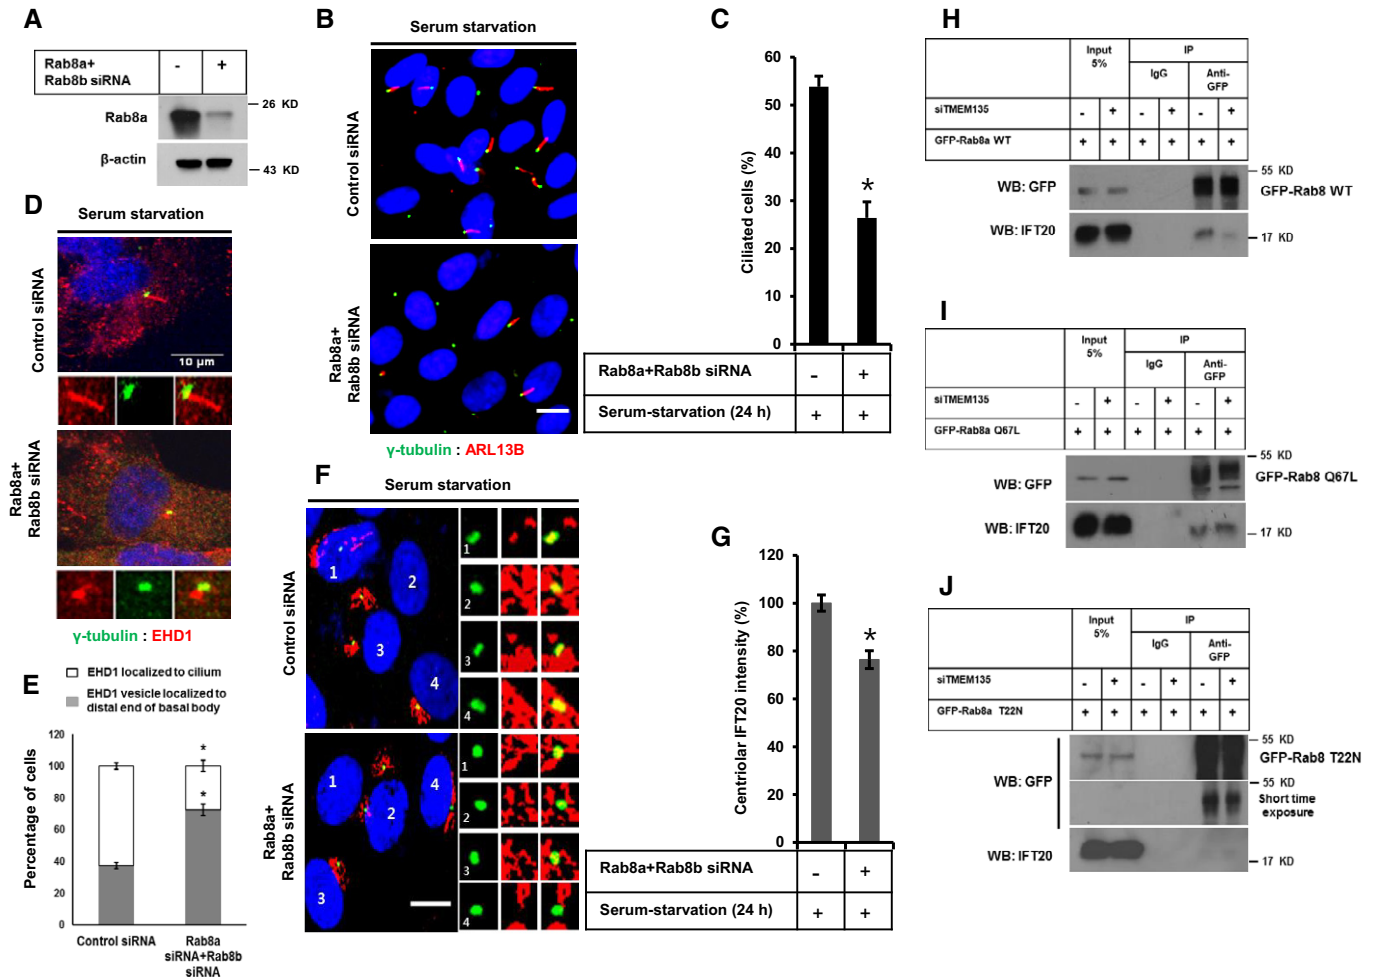 A
Rab8a+
Rab8b siRNA
-
+
Rab8a
26 KD
β-actin
43 KD
B
Serum starvation
Control siRNA
Rab8a+
Rab8b siRNA
γ-tubulin : ARL13B
C
Ciliated cells (%)
60
50
40
30
20
10
0
*
Rab8a+Rab8b siRNA
-
+
Serum-starvation (24 h)
+
+
D
Serum starvation
Control siRNA
10 μm
Rab8a+
Rab8b siRNA
γ-tubulin : EHD1
E
EHD1 localized to cilium
EHD1 vesicle localized to
distal end of basal body
Percentage of cells
120
100
80
60
40
20
0
*
*
Control siRNA
Rab8a
siRNA+Rab8b
siRNA
F
Serum starvation
Control siRNA
1
2
3
4
1
2
3
4
Rab8a+
Rab8b siRNA
1
2
3
4
1
2
3
4
G
Centriolar IFT20 intensity (%)
120
100
80
60
40
20
0
*
Rab8a+Rab8b siRNA
-
+
Serum-starvation (24 h)
+
+
H
Input
5%
IP
IgG
Anti-
GFP
siTMEM135
- + - + - +
GFP-Rab8a WT
+ + + + + +
WB: GFP
55 KD
GFP-Rab8 WT
WB: IFT20
17 KD
I
Input
5%
IP
IgG
Anti-
GFP
siTMEM135
- + - + - +
GFP-Rab8a Q67L
+ + + + + +
WB: GFP
55 KD
GFP-Rab8 Q67L
WB: IFT20
17 KD
J
Input
5%
IP
IgG
Anti-
GFP
siTMEM135
- + - + - +
GFP-Rab8a T22N
+ + + + + +
WB: GFP
55 KD
GFP-Rab8 T22N
55 KD
Short time
exposure
WB: IFT20
17 KD